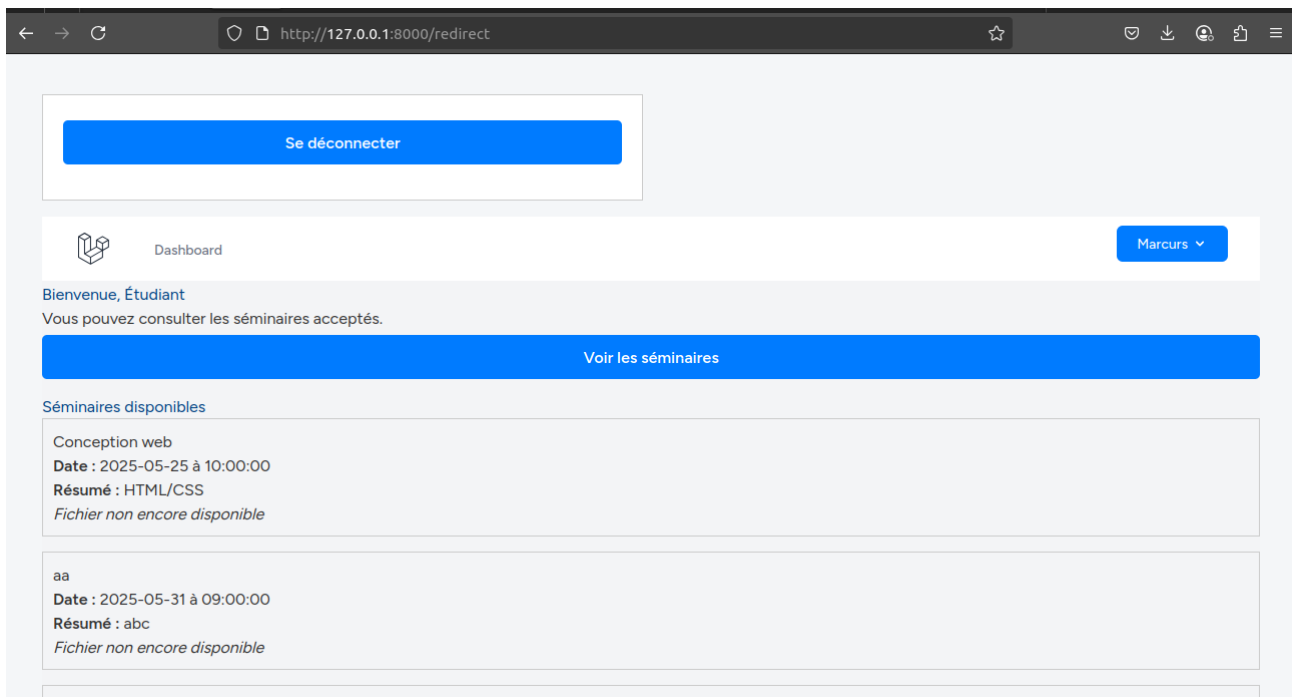 http://127.0.0.1:8000/redirect
Se déconnecter
Dashboard
Marcurs
Bienvenue, Étudiant
Vous pouvez consulter les séminaires acceptés.
Voir les séminaires
Séminaires disponibles
Conception web
Date : 2025-05-25 à 10:00:00
Résumé : HTML/CSS
Fichier non encore disponible
aa
Date : 2025-05-31 à 09:00:00
Résumé : abc
Fichier non encore disponible